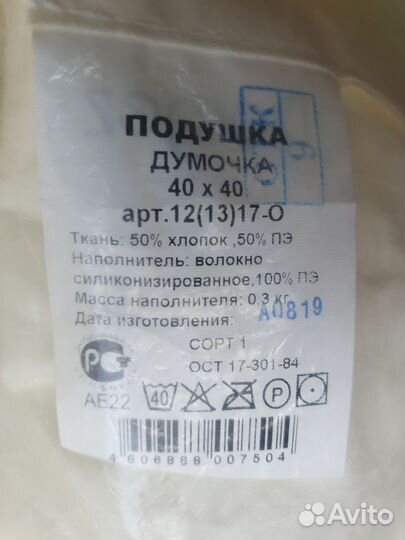 ПОДУШКА
ДУМОЧКА
40 х 40
арт.12(13)17-О
Ткань: 50% хлопок ,50% ПЭ
Наполнитель: волокно
силиконизированное,100% ПЭ
Масса наполнителя: 0,3 кг
Дата изготовления: А0819
СОРТ 1
ОСТ 17-301-84
АЕ22
40
P
4 606888 007504
Avito